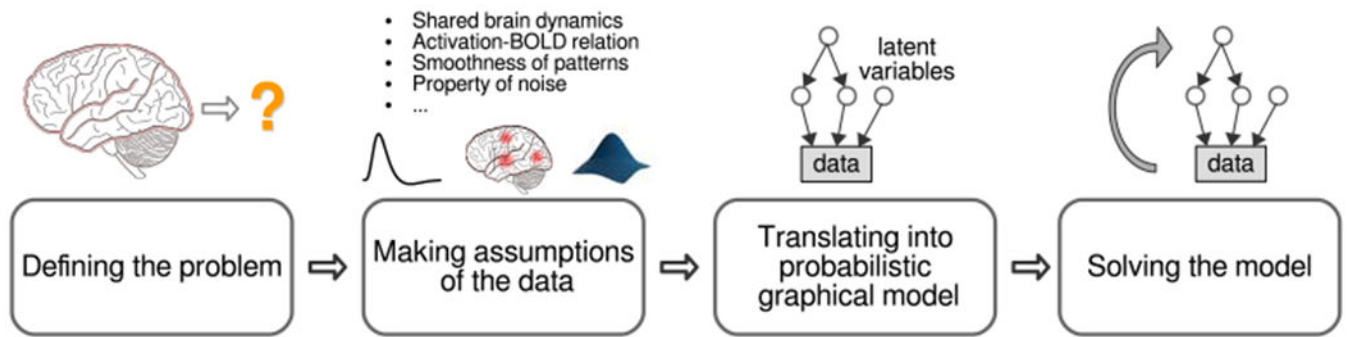 ?
• Shared brain dynamics
• Activation-BOLD relation
• Smoothness of patterns
• Property of noise
• ...
latent
variables
data
data
Defining the problem
Making assumptions
of the data
Translating into
probabilistic
graphical model
Solving the model